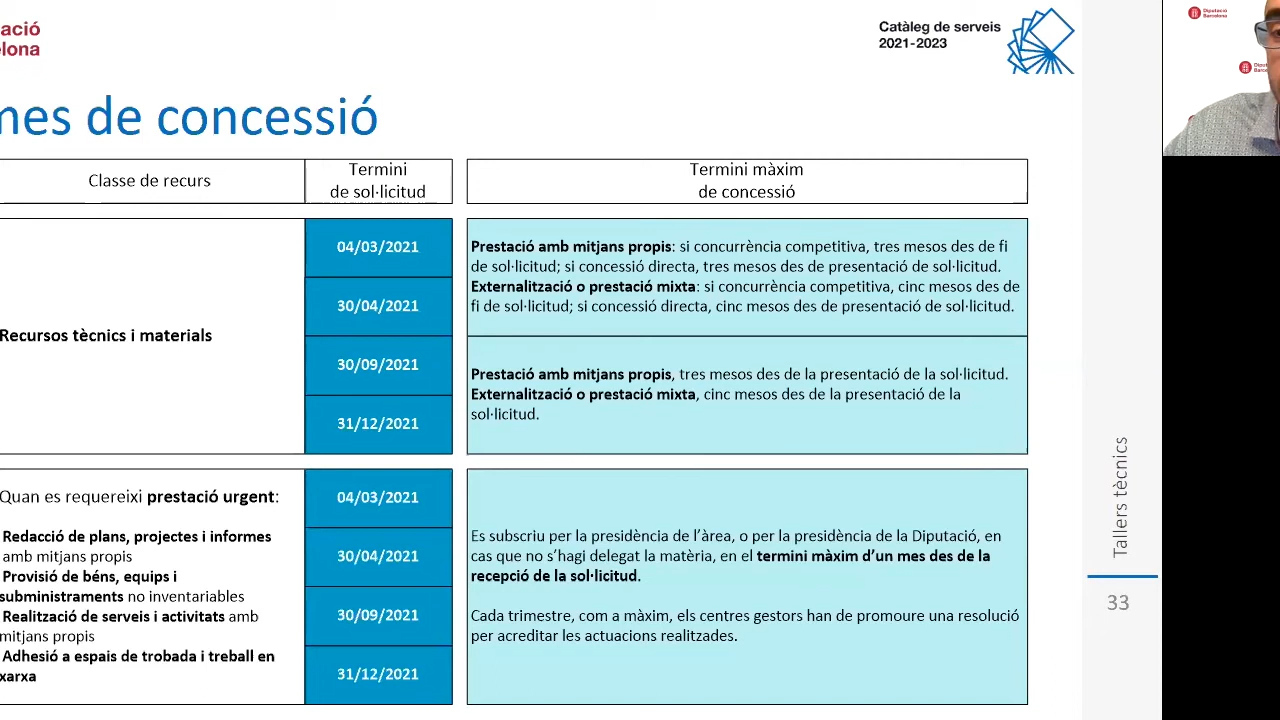 ació
elona
Catàleg de serveis
2021-2023
Diputació
Barcelona
mes de concessió
Classe de recurs
Termini
de sol·licitud
Termini màxim
de concessió
Recursos tècnics i materials
04/03/2021
30/04/2021
30/09/2021
31/12/2021
Prestació amb mitjans propis: si concurrència competitiva, tres mesos des de fi
de sol·licitud; si concessió directa, tres mesos des de presentació de sol·licitud.
Externalització o prestació mixta: si concurrència competitiva, cinc mesos des de
fi de sol·licitud; si concessió directa, cinc mesos des de presentació de sol·licitud.
Prestació amb mitjans propis, tres mesos des de la presentació de la sol·licitud.
Externalització o prestació mixta, cinc mesos des de la presentació de la
sol·licitud.
Quan es requereixi prestació urgent:
Redacció de plans, projectes i informes
amb mitjans propis
Provisió de béns, equips i
subministraments no inventariables
Realització de serveis i activitats amb
mitjans propis
Adhesió a espais de trobada i treball en
xarxa
04/03/2021
30/04/2021
30/09/2021
31/12/2021
Es subscriu per la presidència de l'àrea, o per la presidència de la Diputació, en
cas que no s'hagi delegat la matèria, en el termini màxim d'un mes des de la
recepció de la sol·licitud.
Cada trimestre, com a màxim, els centres gestors han de promoure una resolució
per acreditar les actuacions realitzades.
Tallers tècnics
33